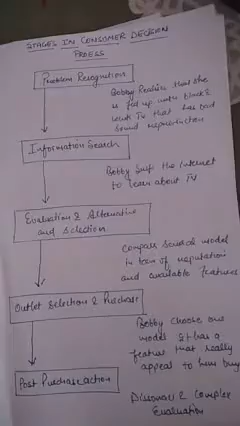 STAGES IN CONSUMER DECISION
PROESS
Problem Recognition
Bobby Realize that she
is fed up with black &
white TV that has bad
sound reproduction
Information Search
Bobby Surf the internet
to learn about TV
Evaluation & Alternative
and selection
Compare several model
in term of reputation
and available features
Outlet Selection & Purchase
Bobby choose one
model it has a
feature that really
appeal to
Post Purchase action
Dissonance & Complex
Evaluation